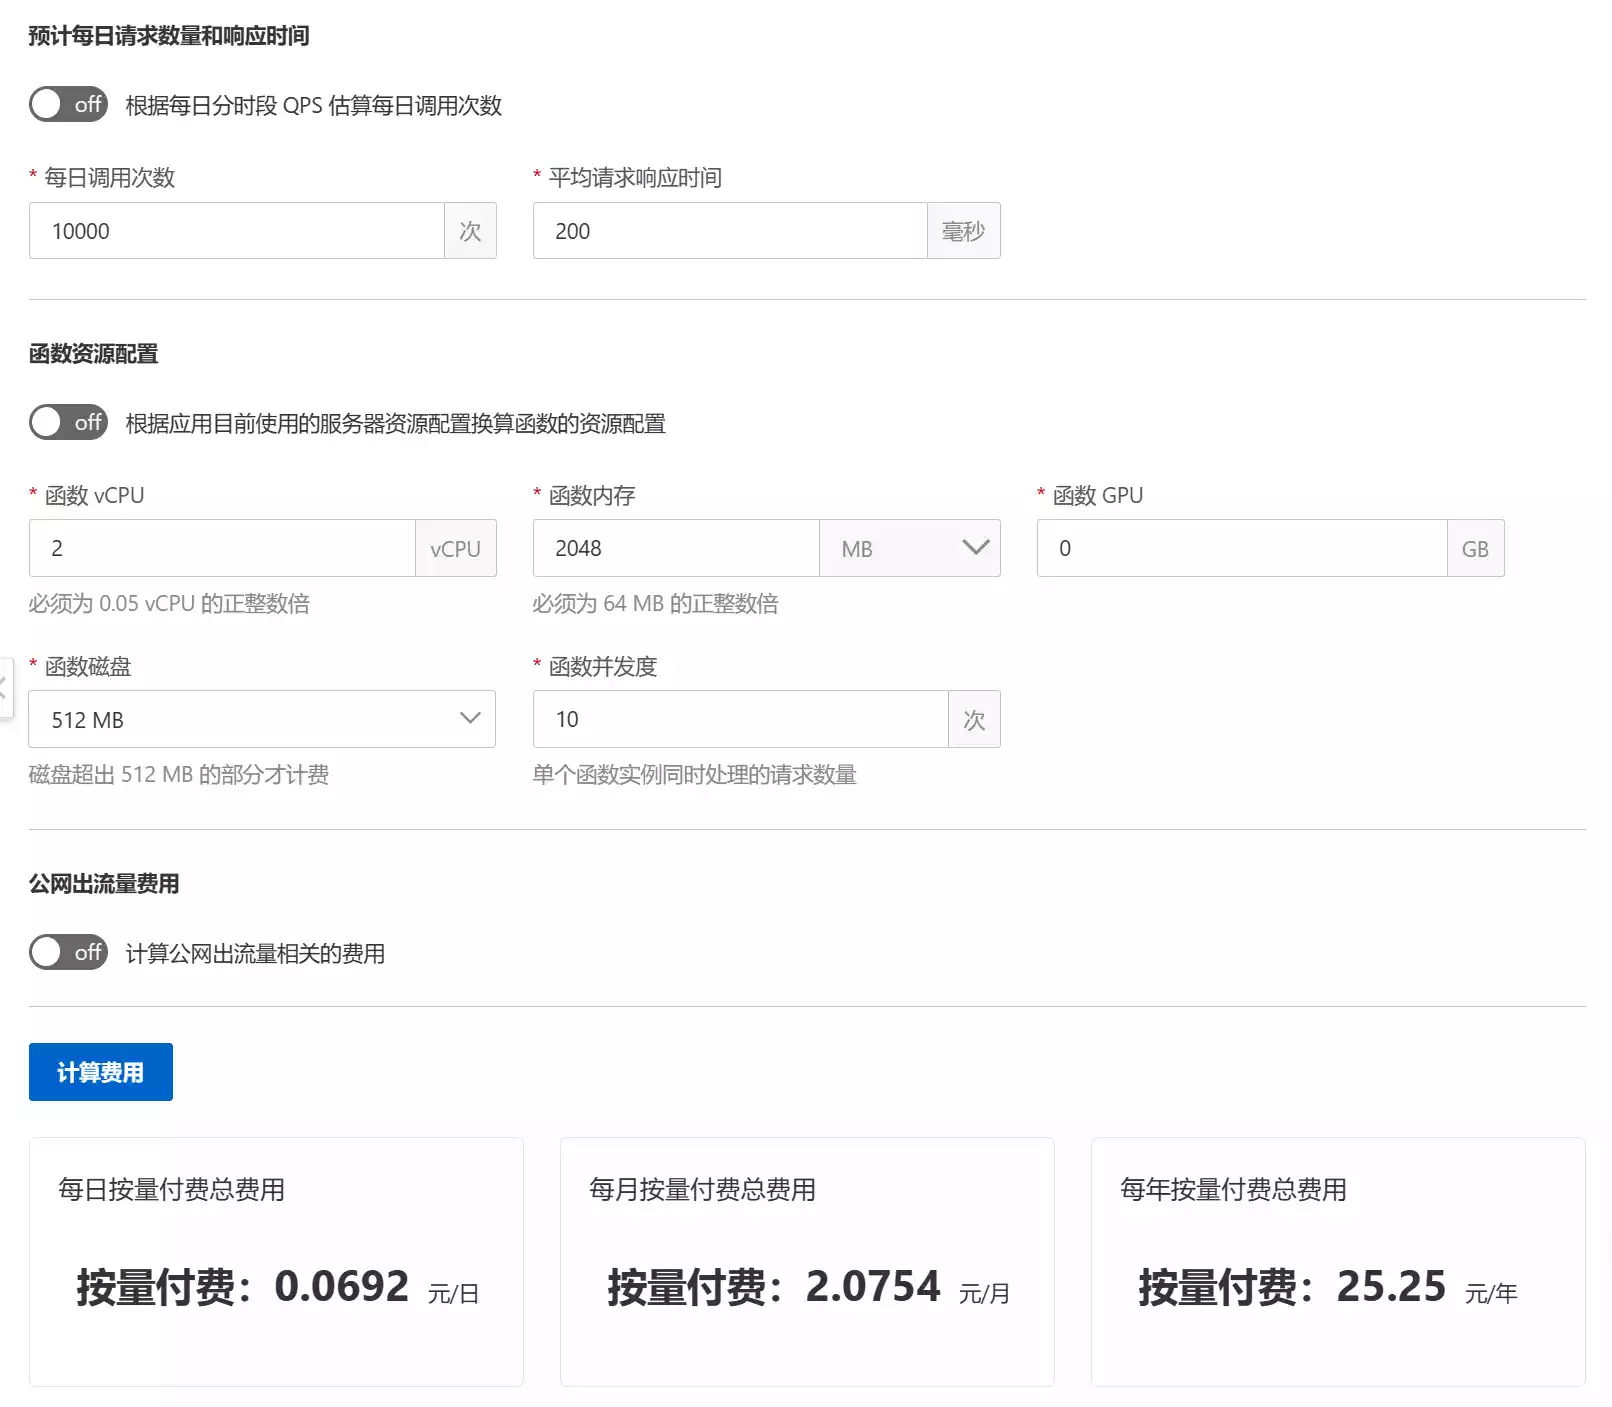 预计每日请求数量和响应时间
off 根据每日分时段 QPS 估算每日调用次数
* 每日调用次数 * 平均请求响应时间
10000 次 200 毫秒
函数资源配置
off 根据应用目前使用的服务器资源配置换算函数的资源配置
* 函数 vCPU * 函数内存 * 函数 GPU
2 vCPU 2048 MB 0 GB
必须为 0.05 vCPU 的正整数倍 必须为 64 MB 的正整数倍
* 函数磁盘 * 函数并发度
512 MB 10 次
磁盘超出 512 MB 的部分才计费 单个函数实例同时处理的请求数量
公网出流量费用
off 计算公网出流量相关的费用
计算费用
每日按量付费总费用 每月按量付费总费用 每年按量付费总费用
按量付费：0.0692 元/日 按量付费：2.0754 元/月 按量付费：25.25 元/年